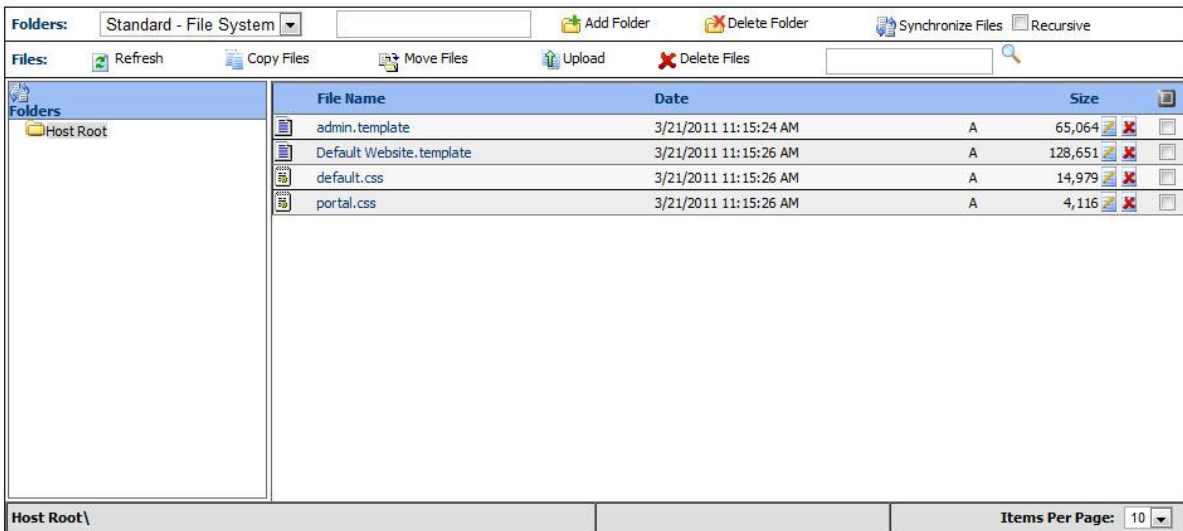 Folders: Standard - File System Add Folder Delete Folder Synchronize Files Recursive
Files: Refresh Copy Files Move Files Upload Delete Files
Folders File Name Date Size
Host Root
admin.template 3/21/2011 11:15:24 AM A 65,064
Default Website.template 3/21/2011 11:15:26 AM A 128,651
default.css 3/21/2011 11:15:26 AM A 14,979
portal.css 3/21/2011 11:15:26 AM A 4,116
Host Root\ Items Per Page: 10